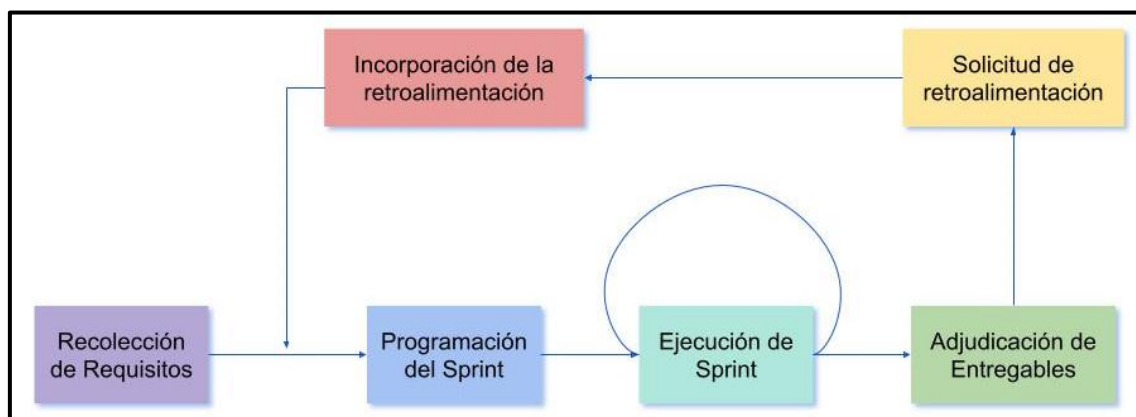 Incorporación de la
retroalimentación
Solicitud de
retroalimentación
Recolección
de Requisitos
Programación
del Sprint
Ejecución de
Sprint
Adjudicación de
Entregables